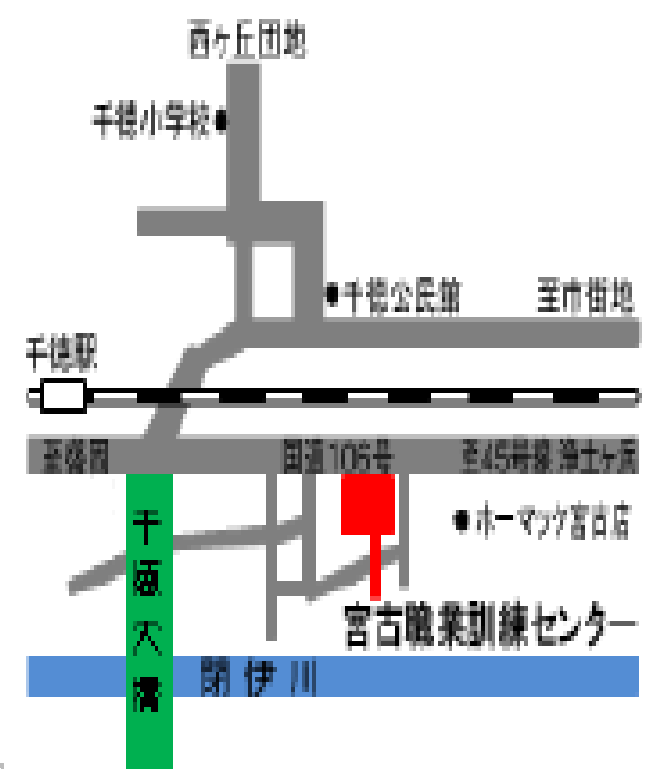 西ヶ丘団地
千徳小学校
千徳公民館
至市街地
千徳駅
至盛岡
国道106号
至45号線 浄土ヶ浜
千徳大橋
ホーマック宮古店
宮古職業訓練センター
閉伊川